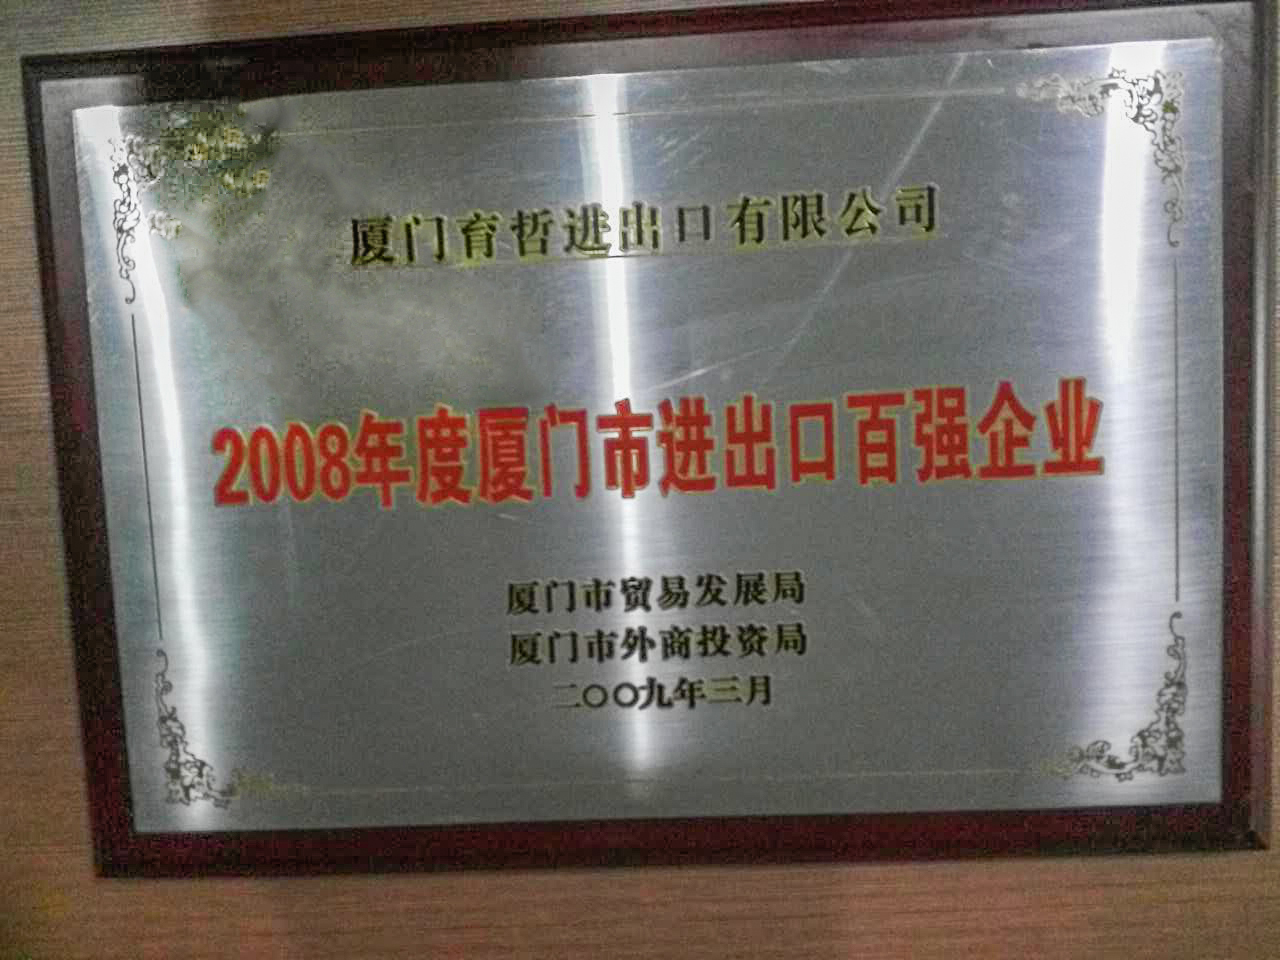 厦门育哲进出口有限公司
2008年度厦门市进出口百强企业
厦门市贸易发展局
厦门市外商投资局
二〇〇九年三月